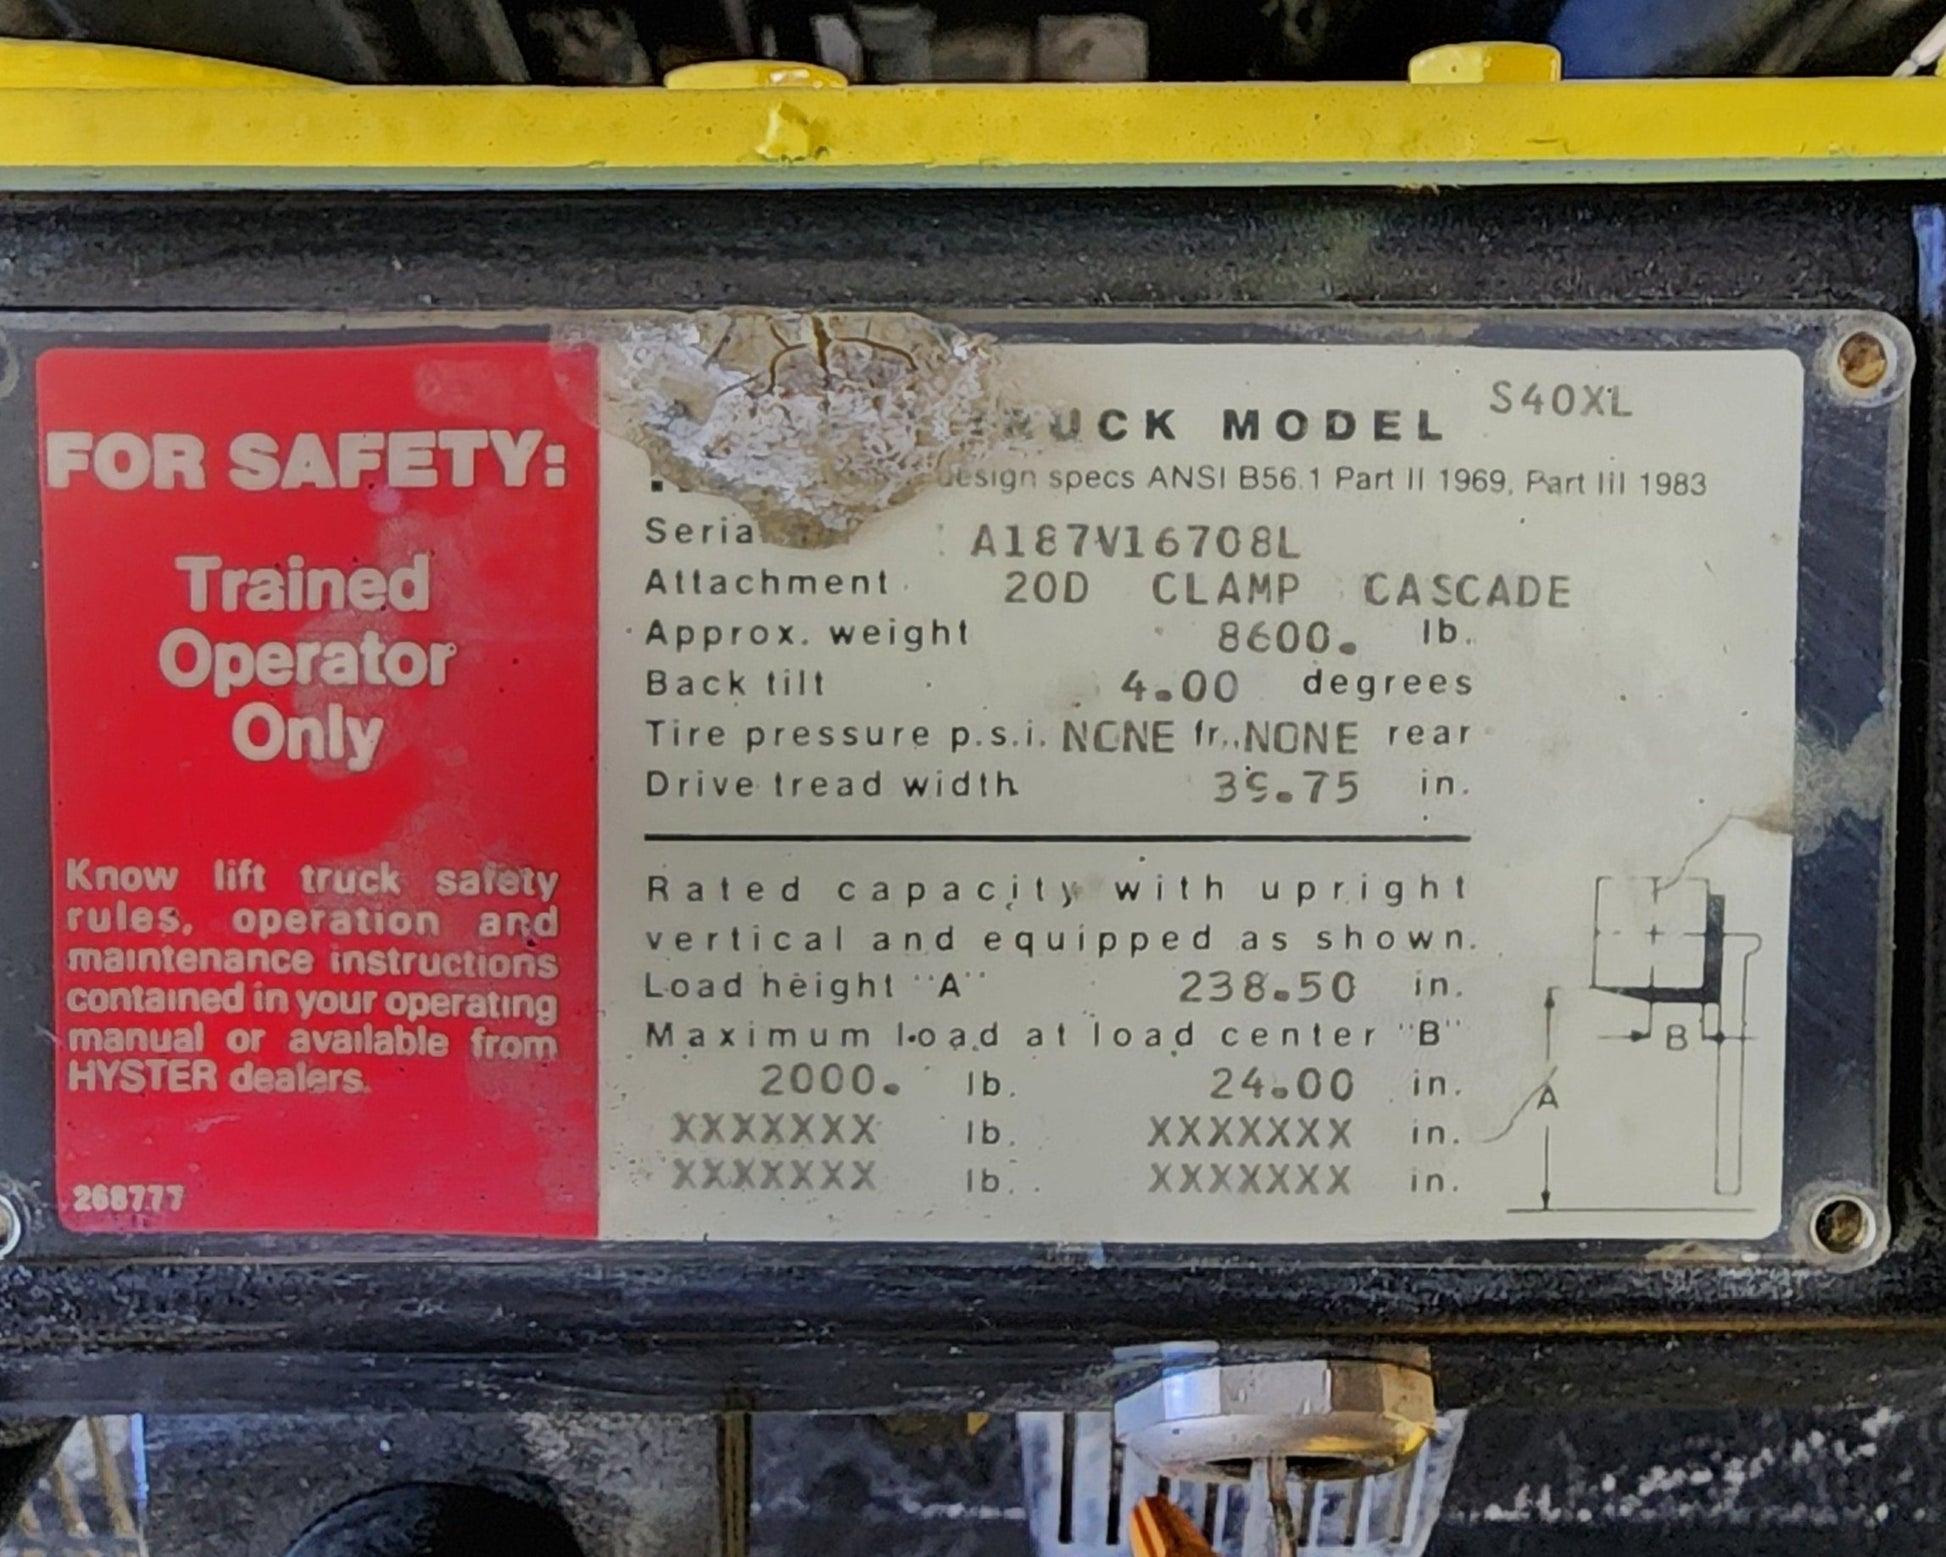 FOR SAFETY:
Trained
Operator
Only
Know lift truck safety
rules, operation and
maintenance instructions
contained in your operating
manual or available from
HYSTER dealers.
268777
TRUCK MODEL S40XL
design specs ANSI B56.1 Part II 1969, Part III 1983
Seria : A187V16708L
Attachment 20D CLAMP CASCADE
Approx. weight 8600. lb.
Back tilt 4.00 degrees
Tire pressure p.s.i. NONE fr.. NONE rear
Drive tread width 39.75 in.
Rated capacity with upright
vertical and equipped as shown.
Load height "A" 238.50 in.
Maximum load at load center "B"
2000. lb. 24.00 in.
XXXXXXX lb. XXXXXXX in.
XXXXXXX lb. XXXXXXX in.
B
A